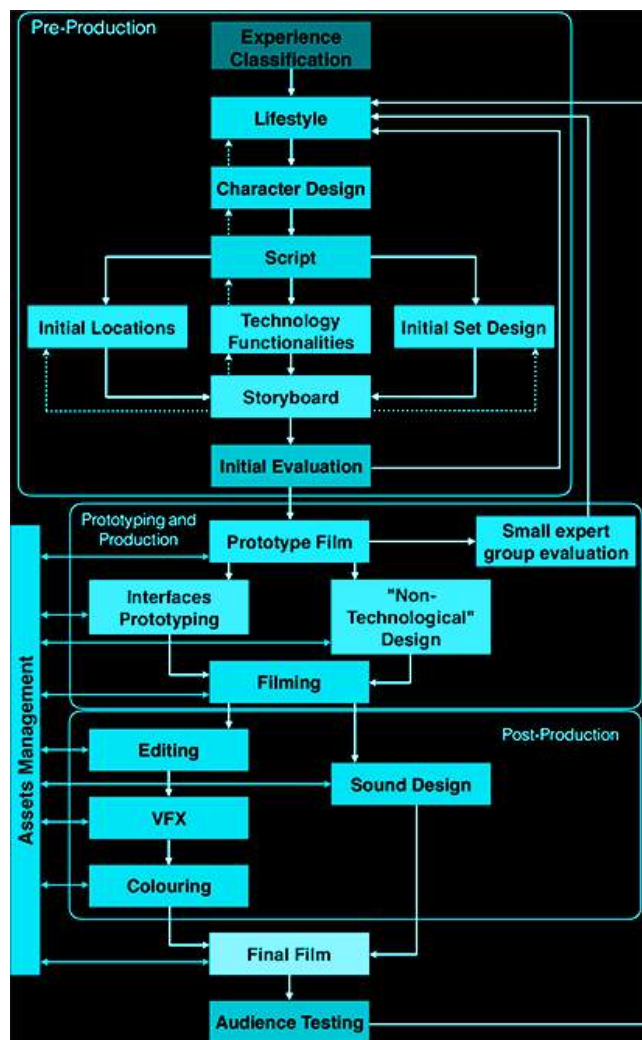 Pre-Production
Experience
Classification
Lifestyle
Character Design
Script
Initial Locations
Technology
Functionalities
Initial Set Design
Storyboard
Initial Evaluation
Prototyping and
Production
Prototype Film
Small expert
group evaluation
Interfaces
Prototyping
"Non-
Technological"
Design
Filming
Assets Management
Post-Production
Editing
Sound Design
VFX
Colouring
Final Film
Audience Testing